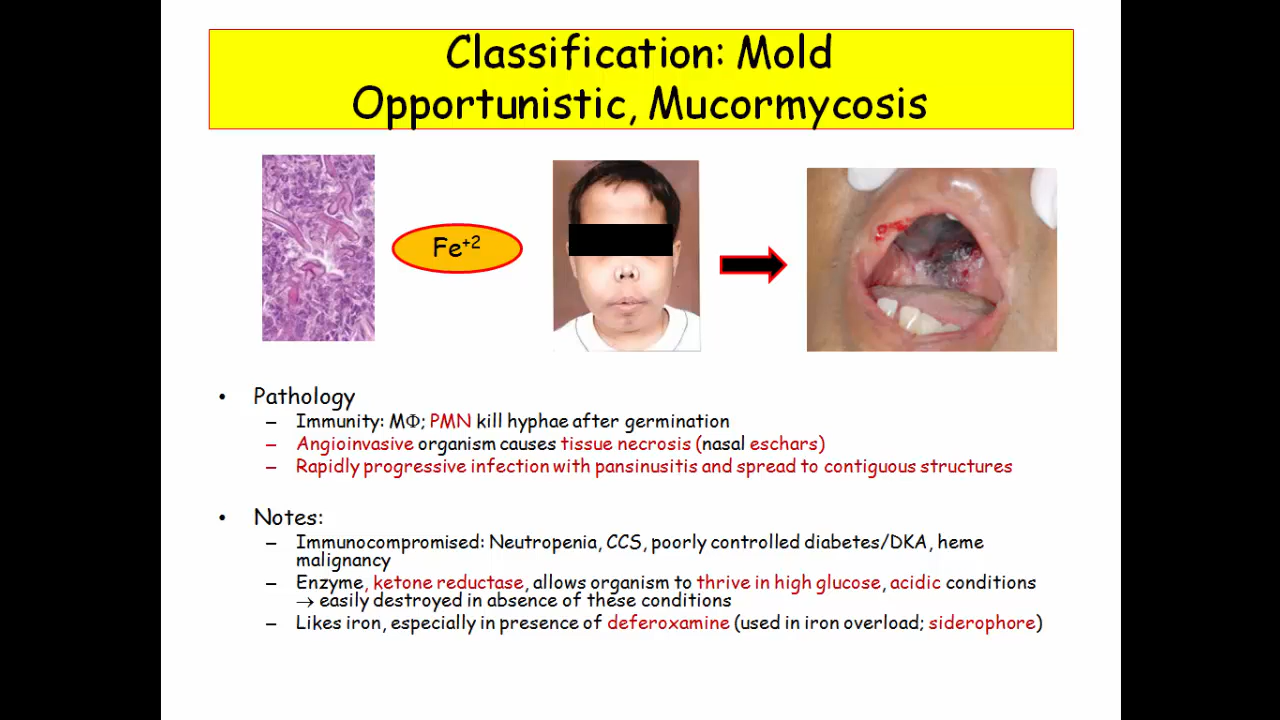 Classification: Mold
Opportunistic, Mucormycosis
Fe+2
• Pathology
– Immunity: MΦ; PMN kill hyphae after germination
– Angioinvasive organism causes tissue necrosis (nasal eschars)
– Rapidly progressive infection with pansinusitis and spread to contiguous structures
• Notes:
– Immunocompromised: Neutropenia, CCS, poorly controlled diabetes/DKA, heme
malignancy
– Enzyme, ketone reductase, allows organism to thrive in high glucose, acidic conditions
→ easily destroyed in absence of these conditions
– Likes iron, especially in presence of deferoxamine (used in iron overload; siderophore)